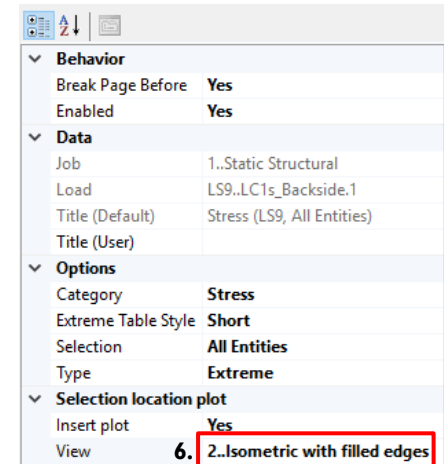 Behavior
Break Page Before Yes
Enabled Yes
Data
Job 1..Static Structural
Load LS9..LC1s_Backside.1
Title (Default) Stress (LS9, All Entities)
Title (User)
Options
Category Stress
Extreme Table Style Short
Selection All Entities
Type Extreme
Selection location plot
Insert plot Yes
View 6. 2..Isometric with filled edges